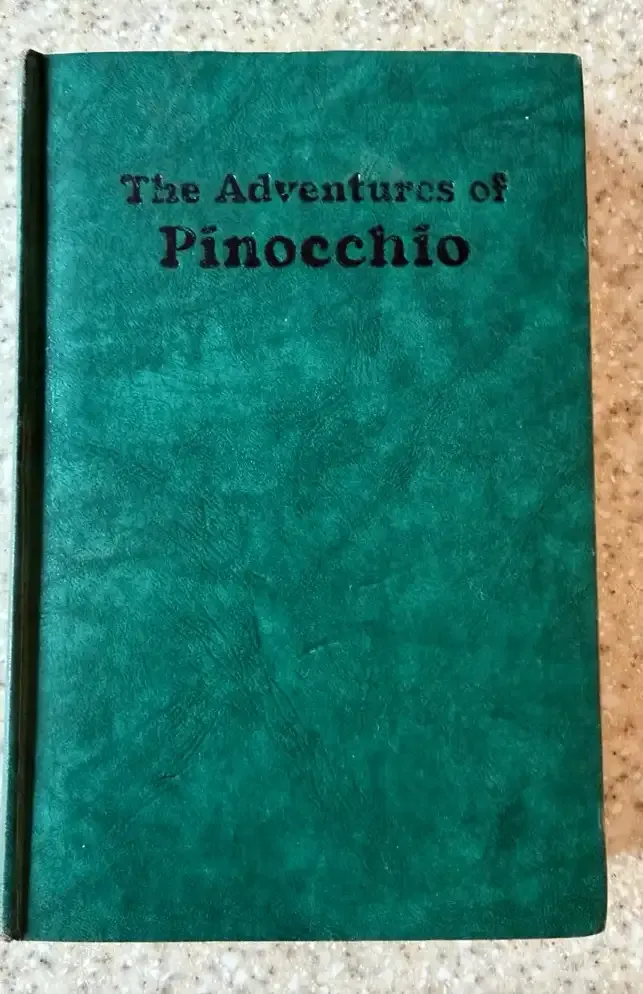 The Adventures of
Pinocchio